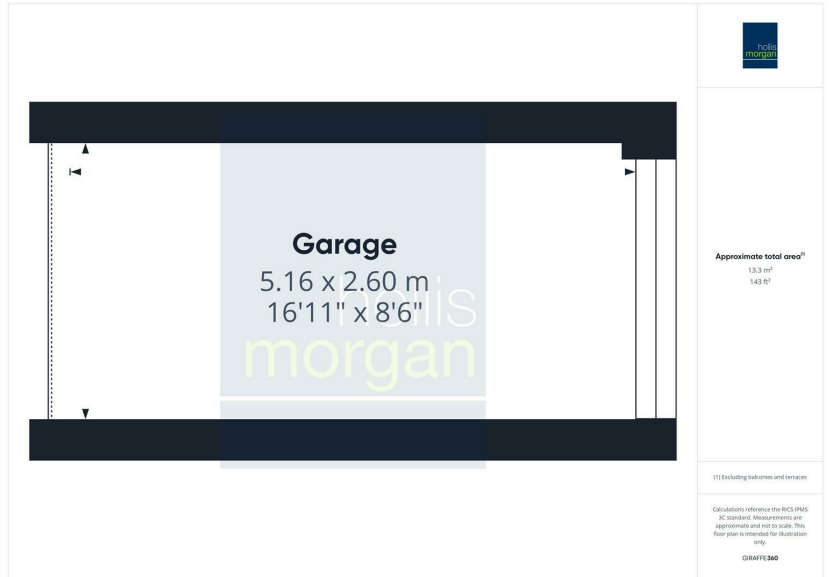 hollis
morgan
Garage
5.16 x 2.60 m
16'11" x 8'6"
hollis
morgan
Approximate total area(1)
13.3 m²
143 ft²
(1) Excluding balconies and terraces
Calculations reference the RICS IPMS
3C standard. Measurements are
approximate and not to scale. This
floor plan is intended for illustration
only.
GIRAFFE360